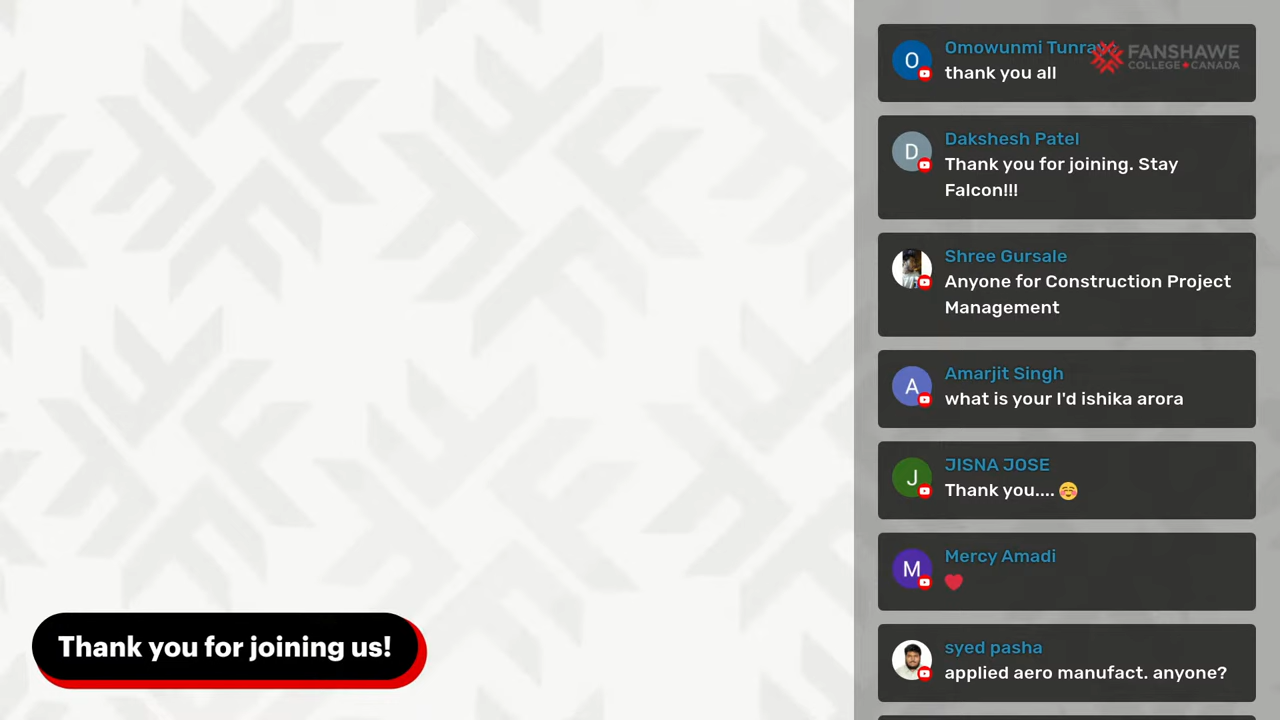 Omowunmi Tunra
thank you all
FANSHAWE
COLLEGE CANADA
Dakshesh Patel
Thank you for joining. Stay
Falcon!!!
Shree Gursale
Anyone for Construction Project
Management
Amarjit Singh
what is your I'd ishika arora
JISNA JOSE
Thank you.... ☺️
Mercy Amadi
❤️
syed pasha
applied aero manufact. anyone?
Thank you for joining us!
O
D
A
J
M